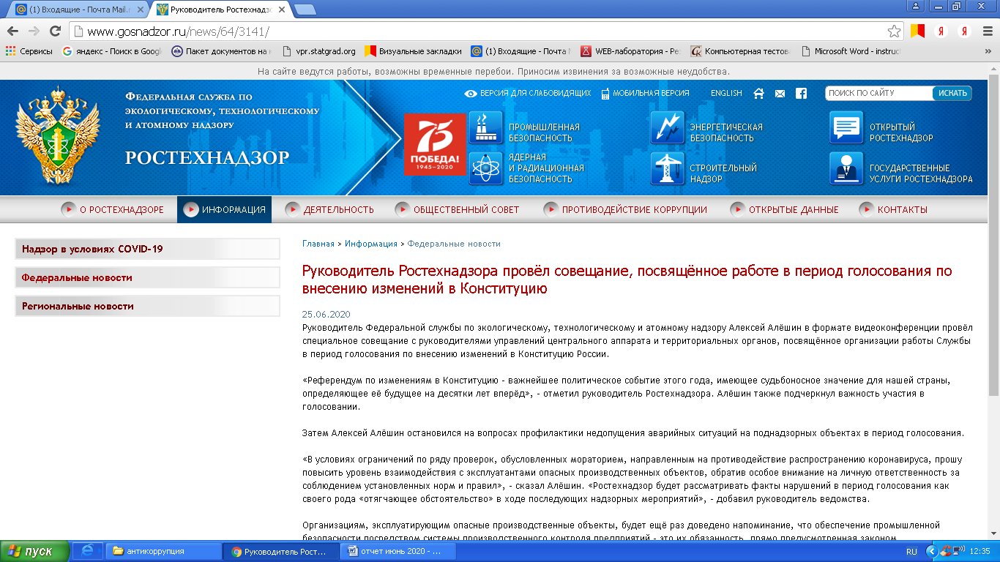 (1) Входящие - Почта Mail.r
Руководитель Ростехнадзо
www.gosnadzor.ru/news/64/3141/
Сервисы
яндекс - Поиск в Googl
Пакет документов на
vpr.statgrad.org
Визуальные закладки
(1) Входящие - Почта
WEB-лаборатория - Ре
Компьютерная тестова
Microsoft Word - instruc
На сайте ведутся работы, возможны временные перебои. Приносим извинения за возможные неудобства.
Федеральная служба по
экологическому, технологическому
и атомному надзору
РОСТЕХНАДЗОР
ВЕРСИЯ ДЛЯ СЛАБОВИДЯЩИХ
МОБИЛЬНАЯ ВЕРСИЯ
ENGLISH
ПОИСК ПО САЙТУ
ИСКАТЬ
75
ПОБЕДА!
1945–2020
ПРОМЫШЛЕННАЯ
БЕЗОПАСНОСТЬ
ЭНЕРГЕТИЧЕСКАЯ
БЕЗОПАСНОСТЬ
ОТКРЫТЫЙ
РОСТЕХНАДЗОР
ЯДЕРНАЯ
И РАДИАЦИОННАЯ
БЕЗОПАСНОСТЬ
СТРОИТЕЛЬНЫЙ
НАДЗОР
ГОСУДАРСТВЕННЫЕ
УСЛУГИ РОСТЕХНАДЗОРА
О РОСТЕХНАДЗОРЕ
ИНФОРМАЦИЯ
ДЕЯТЕЛЬНОСТЬ
ОБЩЕСТВЕННЫЙ СОВЕТ
ПРОТИВОДЕЙСТВИЕ КОРРУПЦИИ
ОТКРЫТЫЕ ДАННЫЕ
КОНТАКТЫ
Надзор в условиях COVID-19
Федеральные новости
Региональные новости
Главная > Информация > Федеральные новости
Руководитель Ростехнадзора провёл совещание, посвящённое работе в период голосования по
внесению изменений в Конституцию
25.06.2020
Руководитель Федеральной службы по экологическому, технологическому и атомному надзору Алексей Алёшин в формате видеоконференции провёл
специальное совещание с руководителями управлений центрального аппарата и территориальных органов, посвящённое организации работы Службы
в период голосования по внесению изменений в Конституцию России.
«Референдум по изменениям в Конституцию - важнейшее политическое событие этого года, имеющее судьбоносное значение для нашей страны,
определяющее её будущее на десятки лет вперёд», - отметил руководитель Ростехнадзора. Алёшин также подчеркнул важность участия в
голосовании.
Затем Алексей Алёшин остановился на вопросах профилактики недопущения аварийных ситуаций на поднадзорных объектах в период голосования.
«В условиях ограничений по ряду проверок, обусловленных мораторием, направленным на противодействие распространению коронавируса, прошу
повысить уровень взаимодействия с эксплуатантами опасных производственных объектов, обратив особое внимание на личную ответственность за
соблюдением установленных норм и правил», - сказал Алёшин. «Ростехнадзор будет рассматривать факты нарушений в период голосования как
своего рода «отягчающее обстоятельство» в ходе последующих надзорных мероприятий», - добавил руководитель ведомства.
Организациям, эксплуатирующим опасные производственные объекты, будет ещё раз доведено напоминание, что обеспечение промышленной
безопасности посредством системы производственного контроля предприятий - это их обязанность, прямо предусмотренная законом
пуск
антикоррупция
Руководитель Рост...
отчет июнь 2020 - ...
RU
12:35